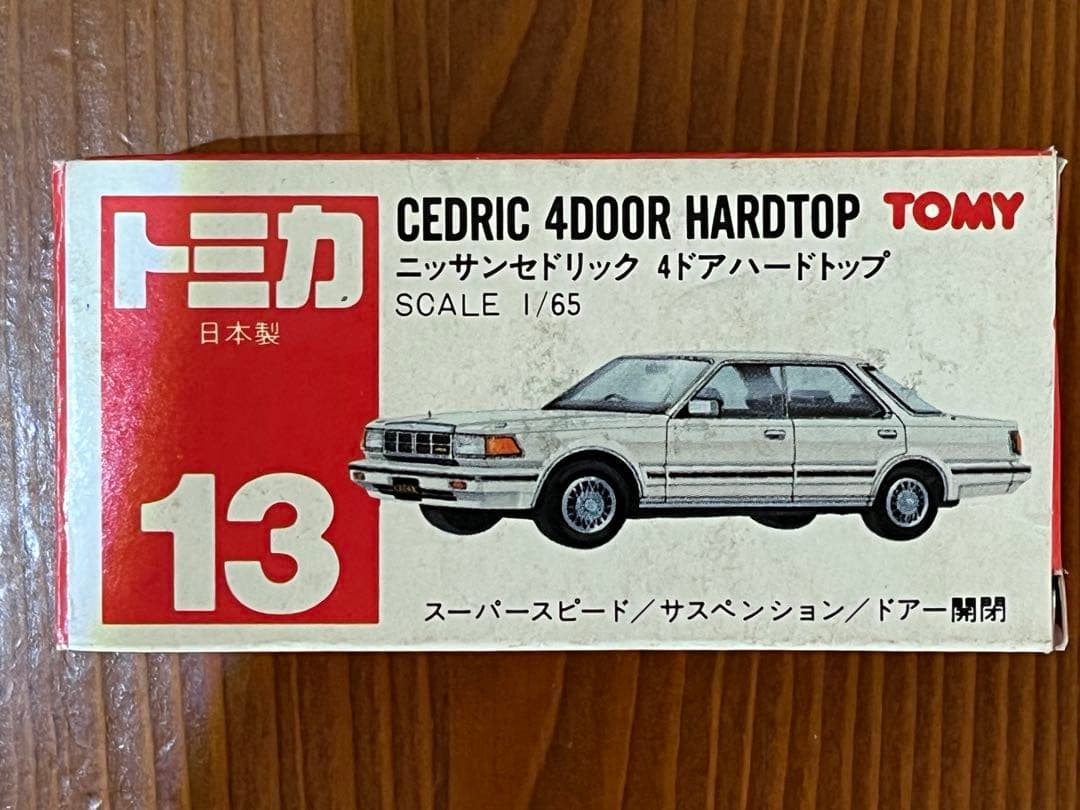 トミカ
日本製
13
CEDRIC 4DOOR HARDTOP
TOMY
ニッサンセドリック 4ドアハードトップ
SCALE 1/65
スーパースピード/サスペンション/ドアー開閉